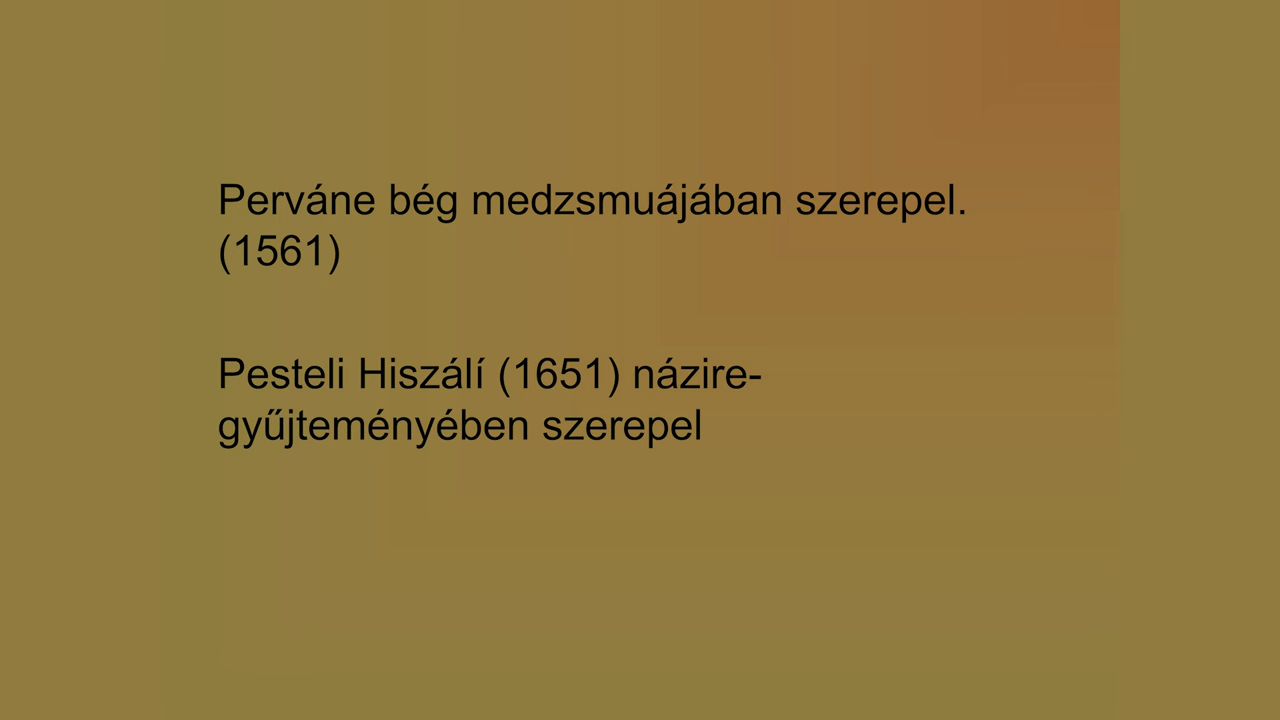 Perváne bég medzsmuájában szerepel.
(1561)
Pesteli Hiszálí (1651) názire-
gyűjteményében szerepel